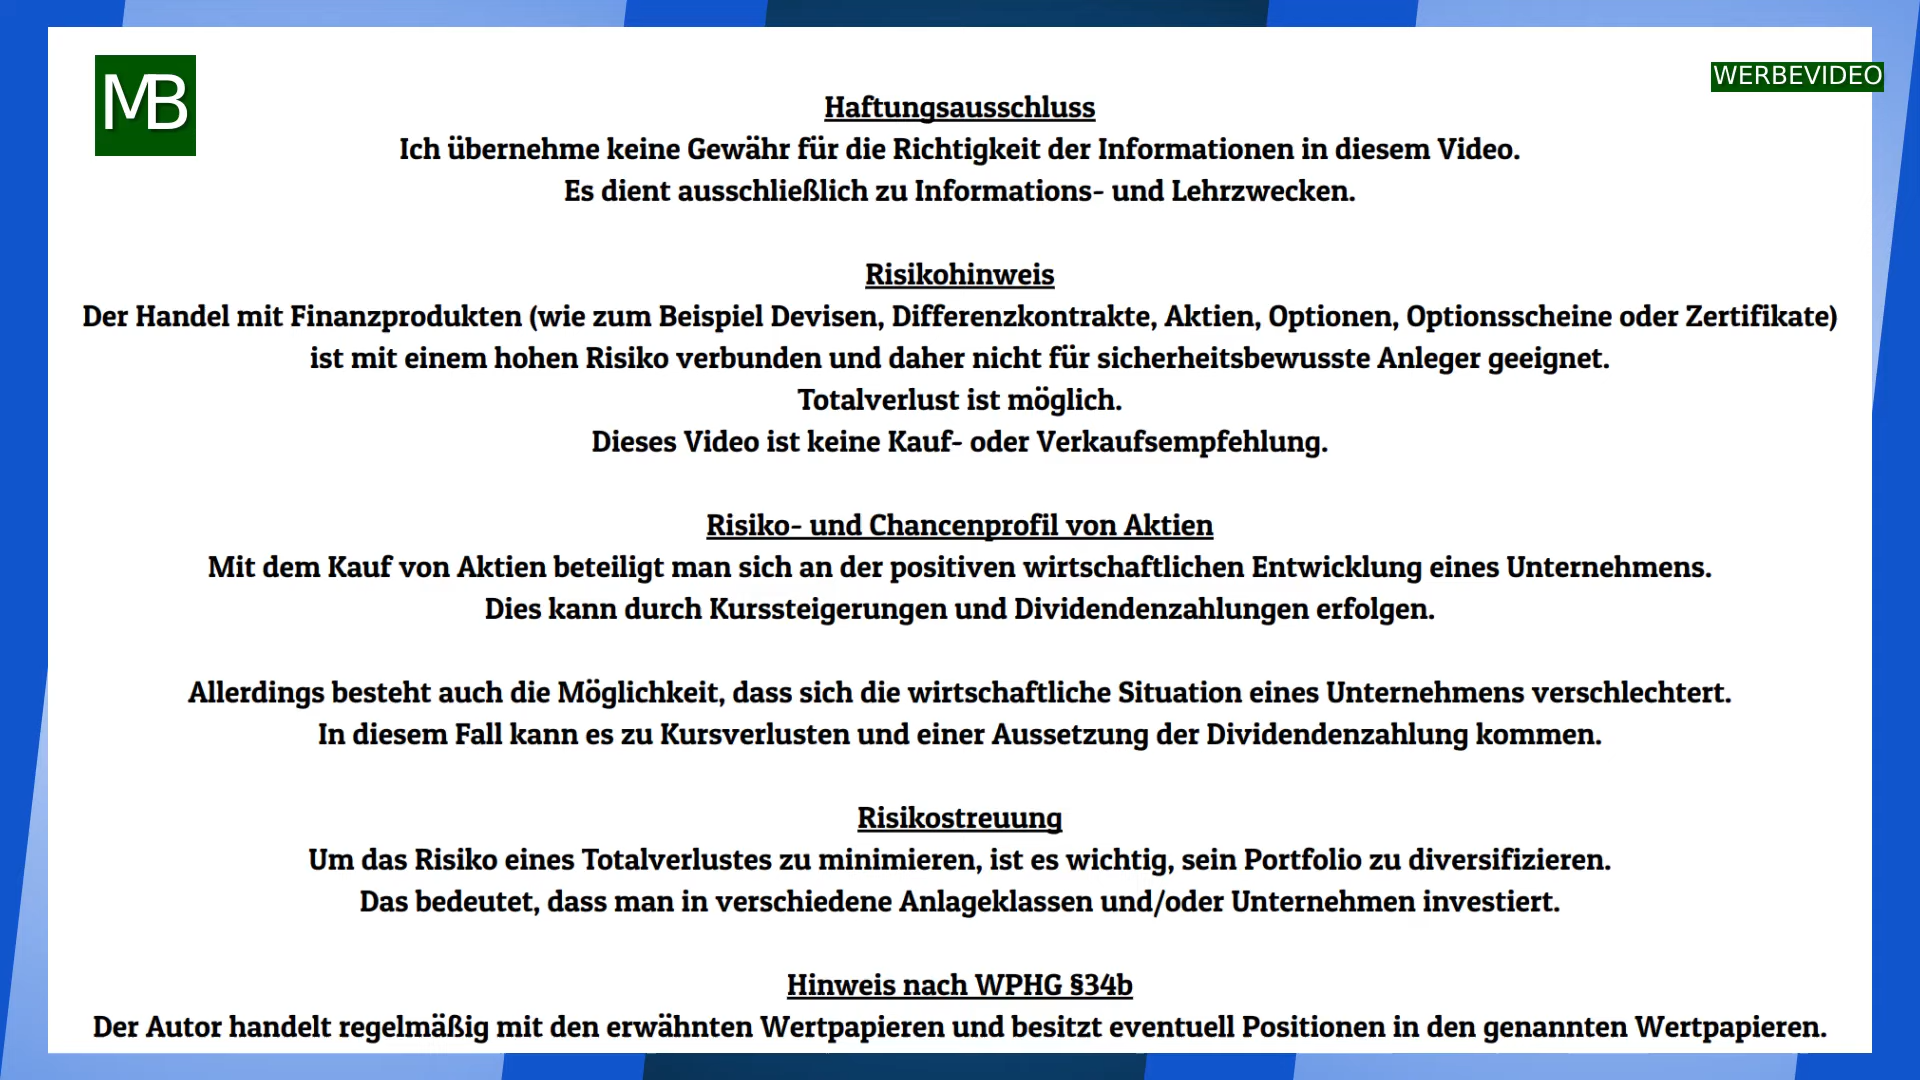 MB
WERBEVIDEO
Haftungsausschluss
Ich übernehme keine Gewähr für die Richtigkeit der Informationen in diesem Video.
Es dient ausschließlich zu Informations- und Lehrzwecken.
Risikohinweis
Der Handel mit Finanzprodukten (wie zum Beispiel Devisen, Differenzkontrakte, Aktien, Optionen, Optionsscheine oder Zertifikate)
ist mit einem hohen Risiko verbunden und daher nicht für sicherheitsbewusste Anleger geeignet.
Totalverlust ist möglich.
Dieses Video ist keine Kauf- oder Verkaufsempfehlung.
Risiko- und Chancenprofil von Aktien
Mit dem Kauf von Aktien beteiligt man sich an der positiven wirtschaftlichen Entwicklung eines Unternehmens.
Dies kann durch Kurssteigerungen und Dividendenzahlungen erfolgen.
Allerdings besteht auch die Möglichkeit, dass sich die wirtschaftliche Situation eines Unternehmens verschlechtert.
In diesem Fall kann es zu Kursverlusten und einer Aussetzung der Dividendenzahlung kommen.
Risikostreuung
Um das Risiko eines Totalverlustes zu minimieren, ist es wichtig, sein Portfolio zu diversifizieren.
Das bedeutet, dass man in verschiedene Anlageklassen und/oder Unternehmen investiert.
Hinweis nach WPHG §34b
Der Autor handelt regelmäßig mit den erwähnten Wertpapieren und besitzt eventuell Positionen in den genannten Wertpapieren.